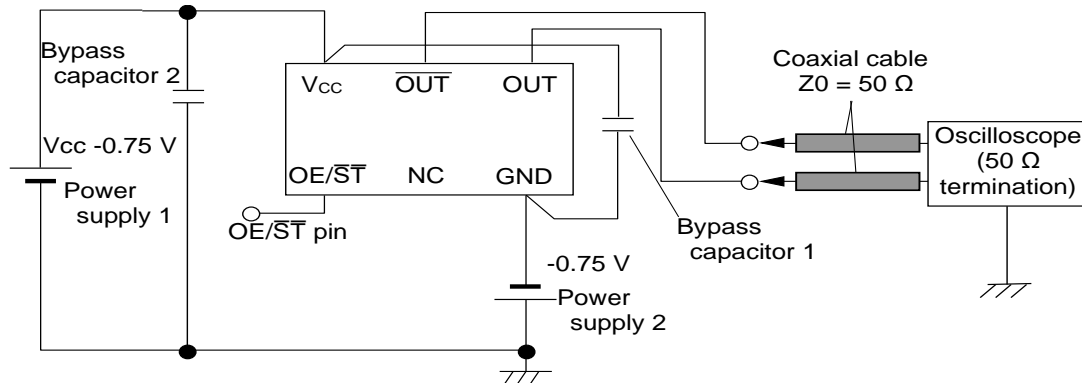 Bypass
capacitor 2
Vcc -0.75 V
Power
supply 1
VCC
OUT
OUT
OE/ST
NC
GND
OE/ST pin
-0.75 V
Power
supply 2
Bypass
capacitor 1
Coaxial cable
Z0 = 50 Ω
Oscilloscope
(50 Ω
termination)